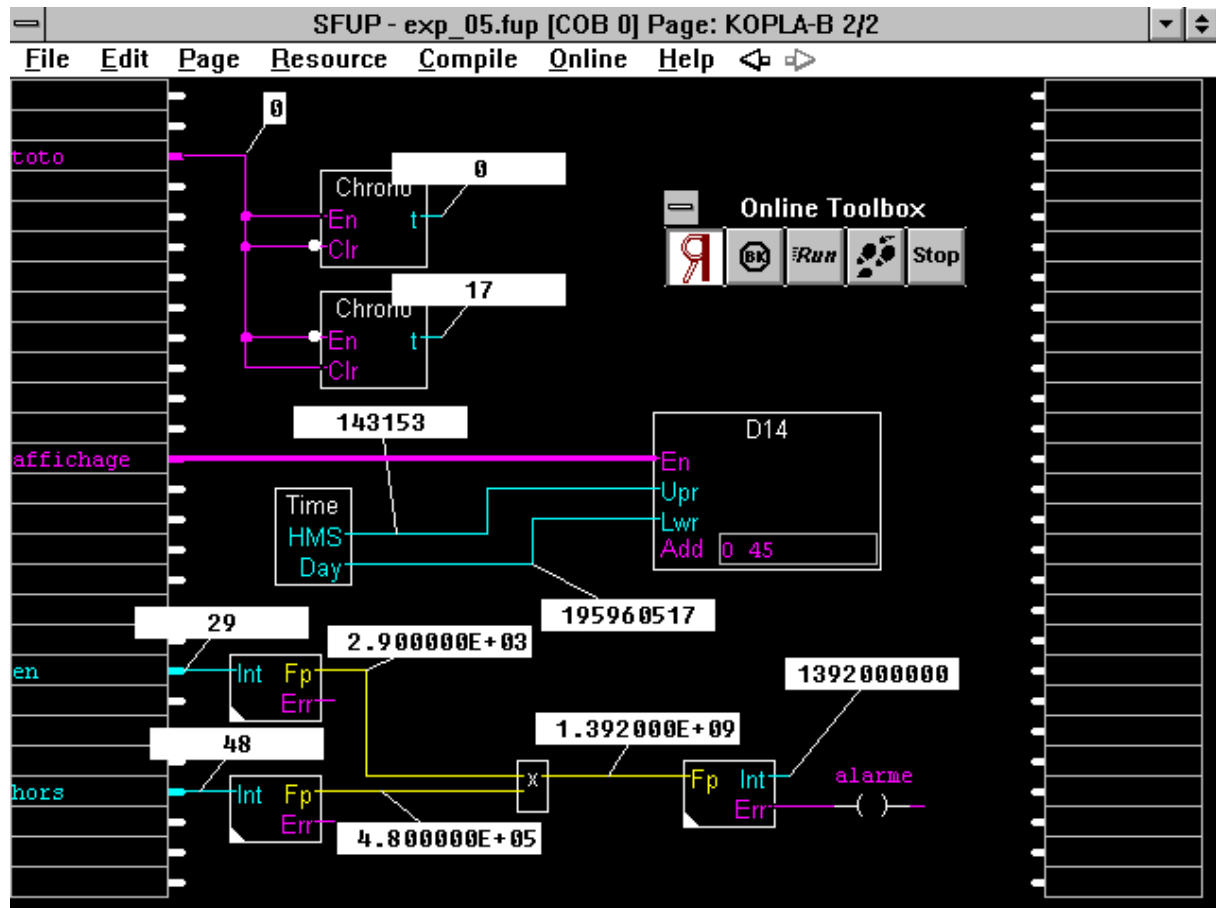 SFUP - exp_05.fup [COB 0] Page: KOPLA-B 2/2
File Edit Page Resource Compile Online Help
0
toto
Chrono
0
En t
Clr
Online Toolbox
BK Run Stop
Chrono
17
En t
Clr
143153
D14
affichage
En
Upr
Lwr
Add 0 45
Time
HMS
Day
195960517
29
2.900000E+03
en
Int Fp
Err
1392000000
48
1.392000E+09
hors
Int Fp
Err
x
Fp Int
Err
alarme
4.800000E+05